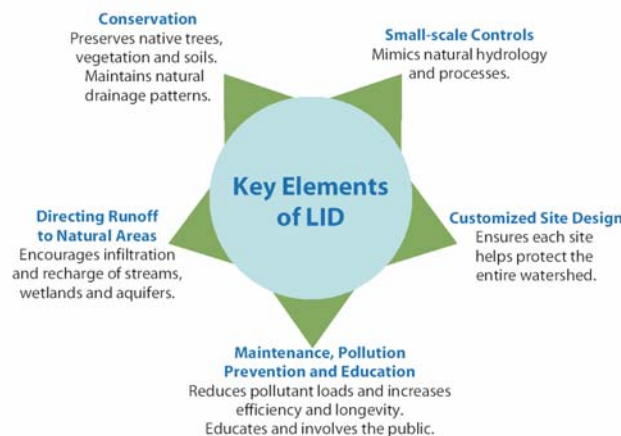 Conservation
Preserves native trees,
vegetation and soils.
Maintains natural
drainage patterns.
Small-scale Controls
Mimics natural hydrology
and processes.
Key Elements
of LID
Directing Runoff
to Natural Areas
Encourages infiltration
and recharge of streams,
wetlands and aquifers.
Customized Site Design
Ensures each site
helps protect the
entire watershed.
Maintenance, Pollution
Prevention and Education
Reduces pollutant loads and increases
efficiency and longevity.
Educates and involves the public.